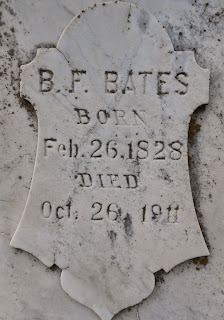 B. F. BATES
BORN
Feb. 26, 1828
DIED
Oct. 26, 1911